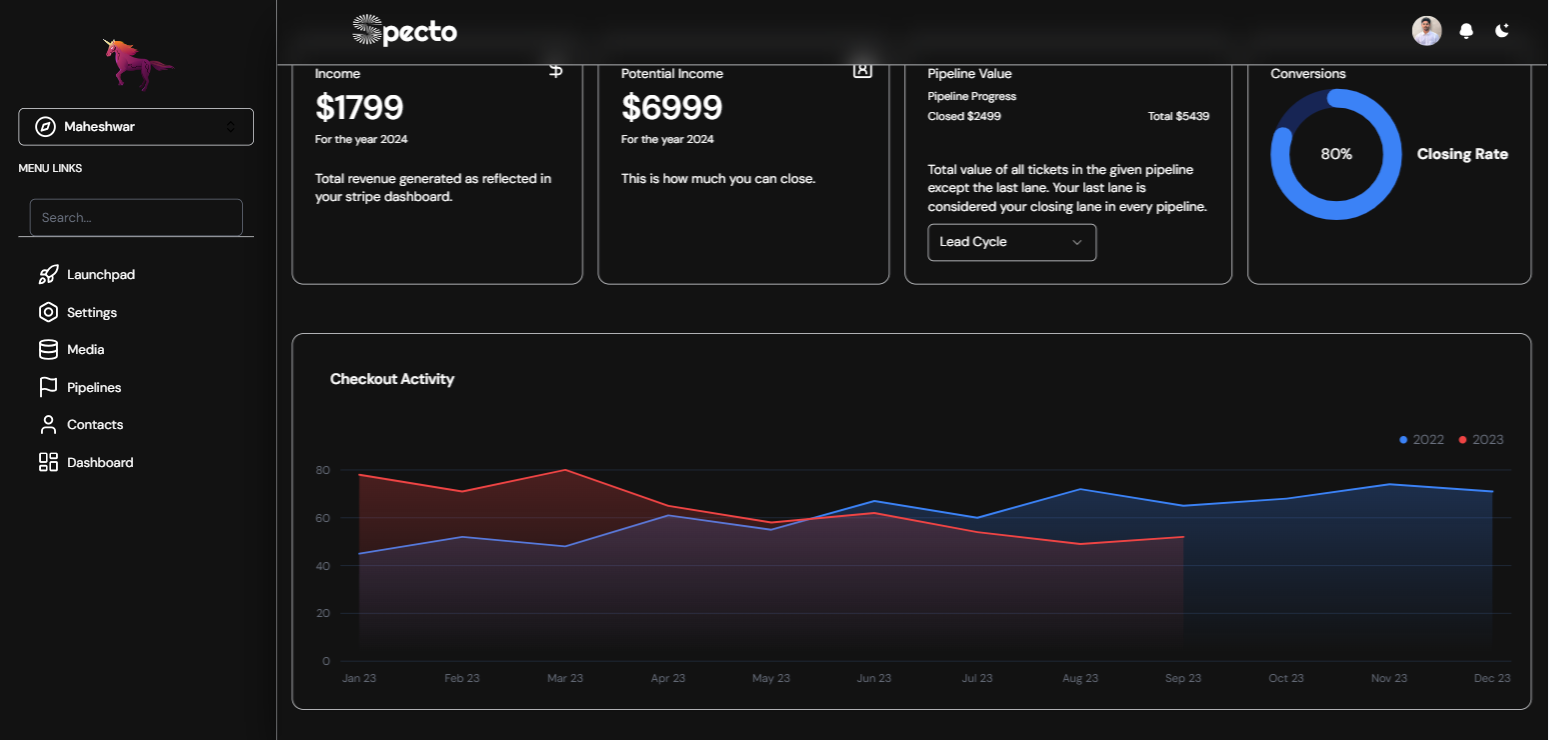 Specto
Maheshwar
MENU LINKS
Search...
Launchpad
Settings
Media
Pipelines
Contacts
Dashboard
Income
$1799
For the year 2024
Total revenue generated as reflected in
your stripe dashboard.
Potential Income
$6999
For the year 2024
This is how much you can close.
Pipeline Value
Pipeline Progress
Closed $2499 Total $5439
Total value of all tickets in the given pipeline
except the last lane. Your last lane is
considered your closing lane in every pipeline.
Lead Cycle
Conversions
80%
Closing Rate
Checkout Activity
2022 2023
80
60
40
20
0
Jan 23 Feb 23 Mar 23 Apr 23 May 23 Jun 23 Jul 23 Aug 23 Sep 23 Oct 23 Nov 23 Dec 23